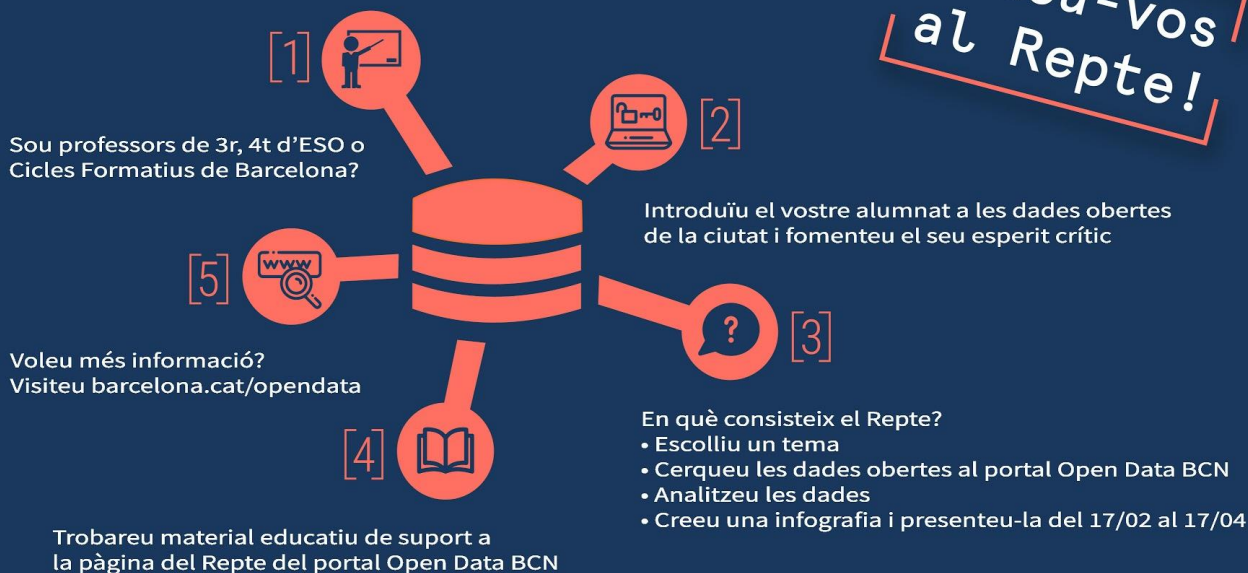 al Repte!
[1]
Sou professors de 3r, 4t d'ESO o
Cicles Formatius de Barcelona?
[2]
Introduïu el vostre alumnat a les dades obertes
de la ciutat i fomenteu el seu esperit crític
[3]
?
En què consisteix el Repte?
• Escolliu un tema
• Cerqueu les dades obertes al portal Open Data BCN
• Analitzeu les dades
• Creeu una infografia i presenteu-la del 17/02 al 17/04
[4]
Trobareu material educatiu de suport a
la pàgina del Repte del portal Open Data BCN
[5]
www
Voleu més informació?
Visiteu barcelona.cat/opendata